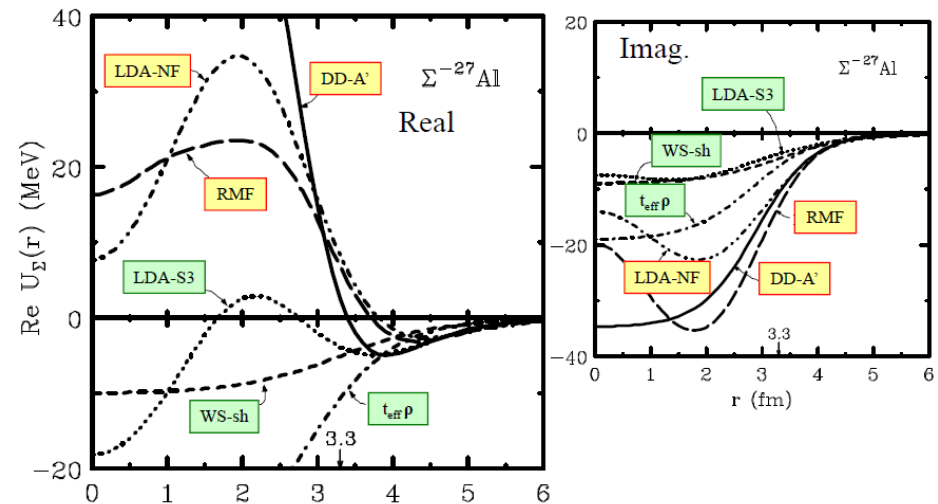 40
20
0
−20
Re U_Σ(r) (MeV)
LDA-NF
DD-A'
Σ⁻²⁷Al
Real
RMF
LDA-S3
WS-sh
t_eff ρ
3.3
0 1 2 3 4 5 6
20
0
−20
−40
Imag.
Σ⁻²⁷Al
LDA-S3
WS-sh
t_eff ρ
RMF
LDA-NF
DD-A'
3.3
0 1 2 3 4 5 6
r (fm)